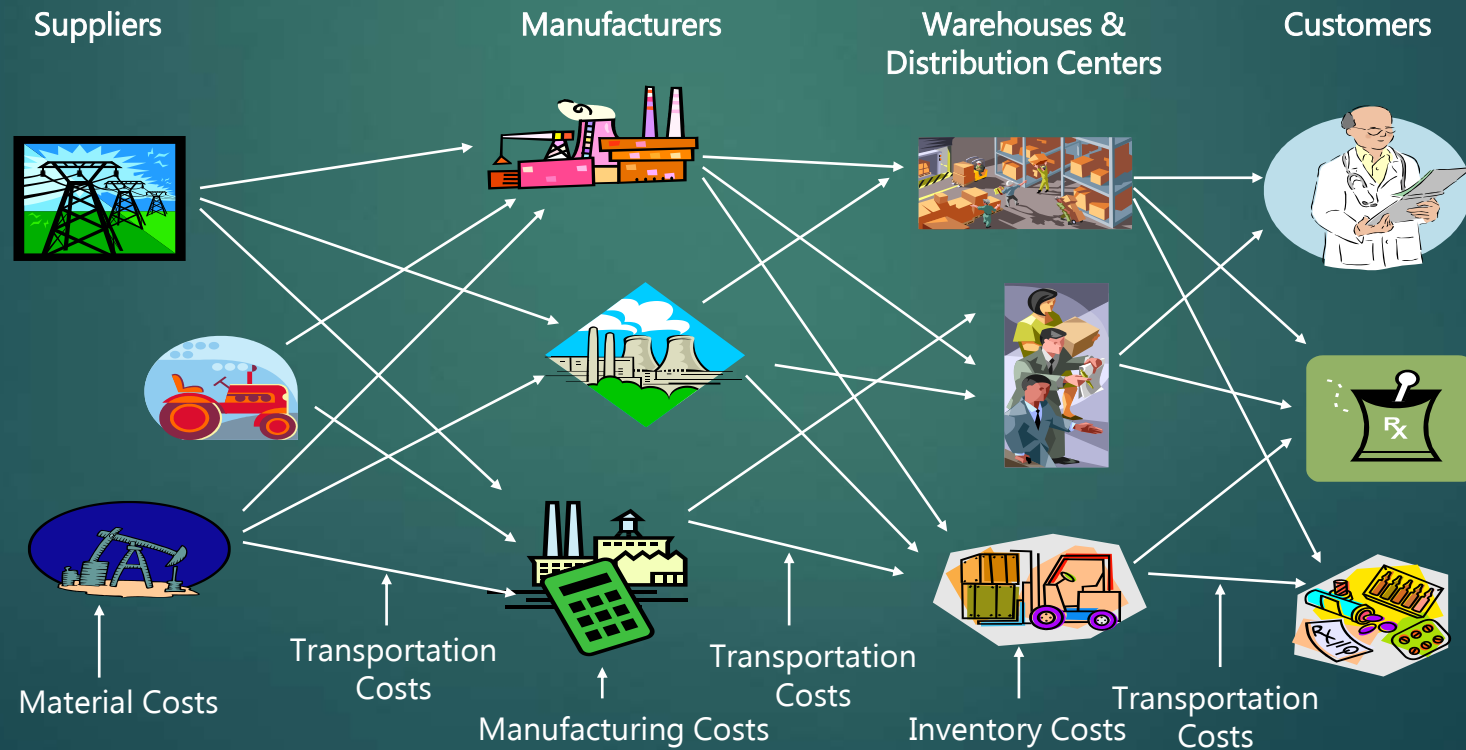 Suppliers
Manufacturers
Warehouses &
Distribution Centers
Customers
Rx
Material Costs
Transportation
Costs
Manufacturing Costs
Transportation
Costs
Inventory Costs
Transportation
Costs